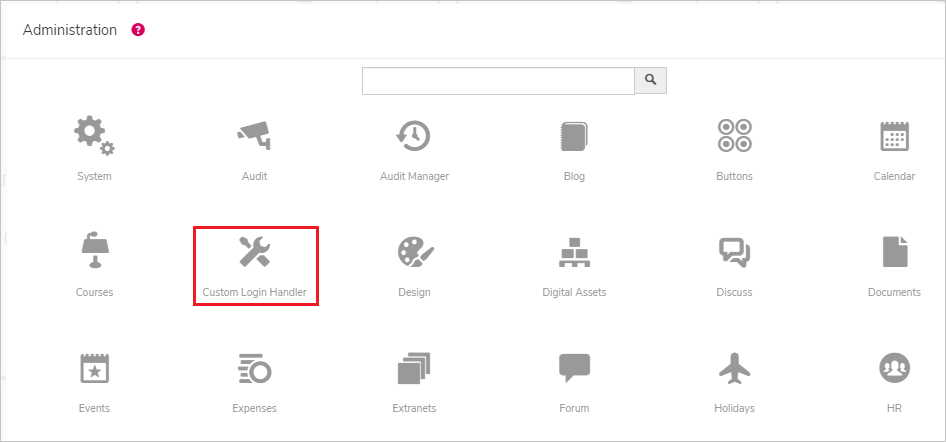 Administration ?
System Audit Audit Manager Blog Buttons Calendar
Courses Custom Login Handler Design Digital Assets Discuss Documents
Events Expenses Extranets Forum Holidays HR